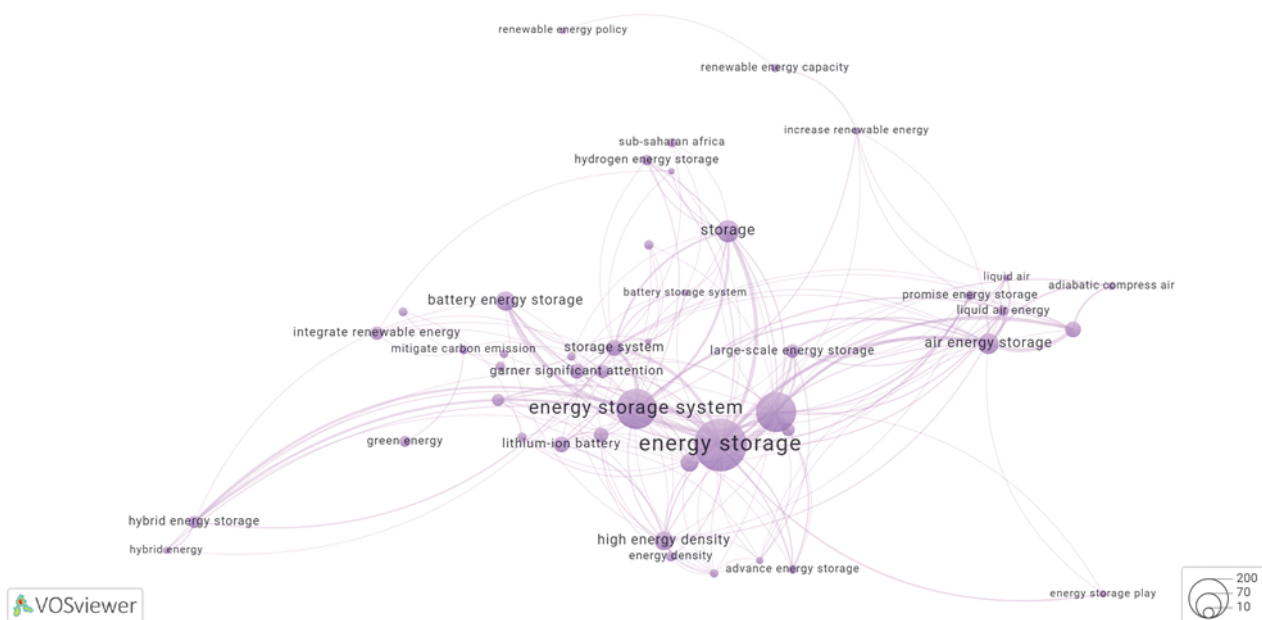 renewable energy policy
renewable energy capacity
increase renewable energy
sub-saharan africa
hydrogen energy storage
storage
liquid air
adiabatic compress air
battery storage system
promise energy storage
battery energy storage
liquid air energy
integrate renewable energy
air energy storage
storage system
mitigate carbon emission
large-scale energy storage
garner significant attention
energy storage system
green energy
lithium-ion battery
energy storage
hybrid energy storage
high energy density
hybrid energy
energy density
advance energy storage
energy storage play
VOSviewer
200
70
10